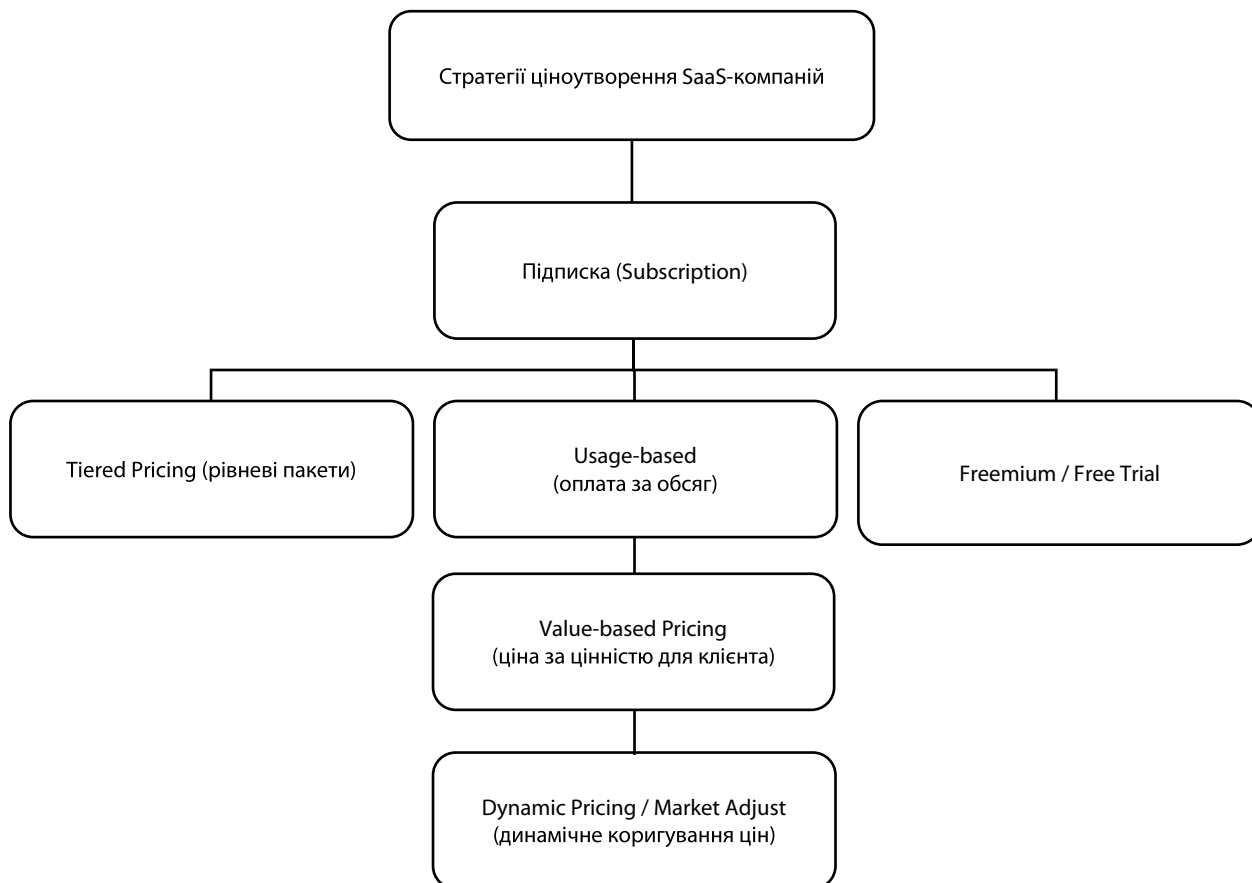 Стратегії ціноутворення SaaS-компаній
Підписка (Subscription)
Tiered Pricing (рівневі пакети)
Usage-based
(оплата за обсяг)
Freemium / Free Trial
Value-based Pricing
(ціна за цінністю для клієнта)
Dynamic Pricing / Market Adjust
(динамічне коригування цін)